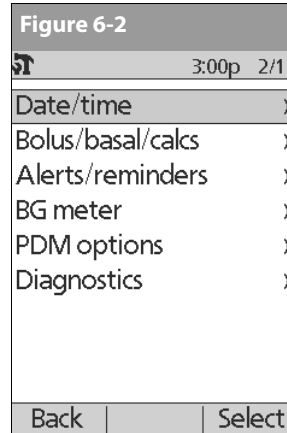 Figure 6-2
3:00p 2/1
Date/time
Bolus/basal/calcs
Alerts/reminders
BG meter
PDM options
Diagnostics
Back Select